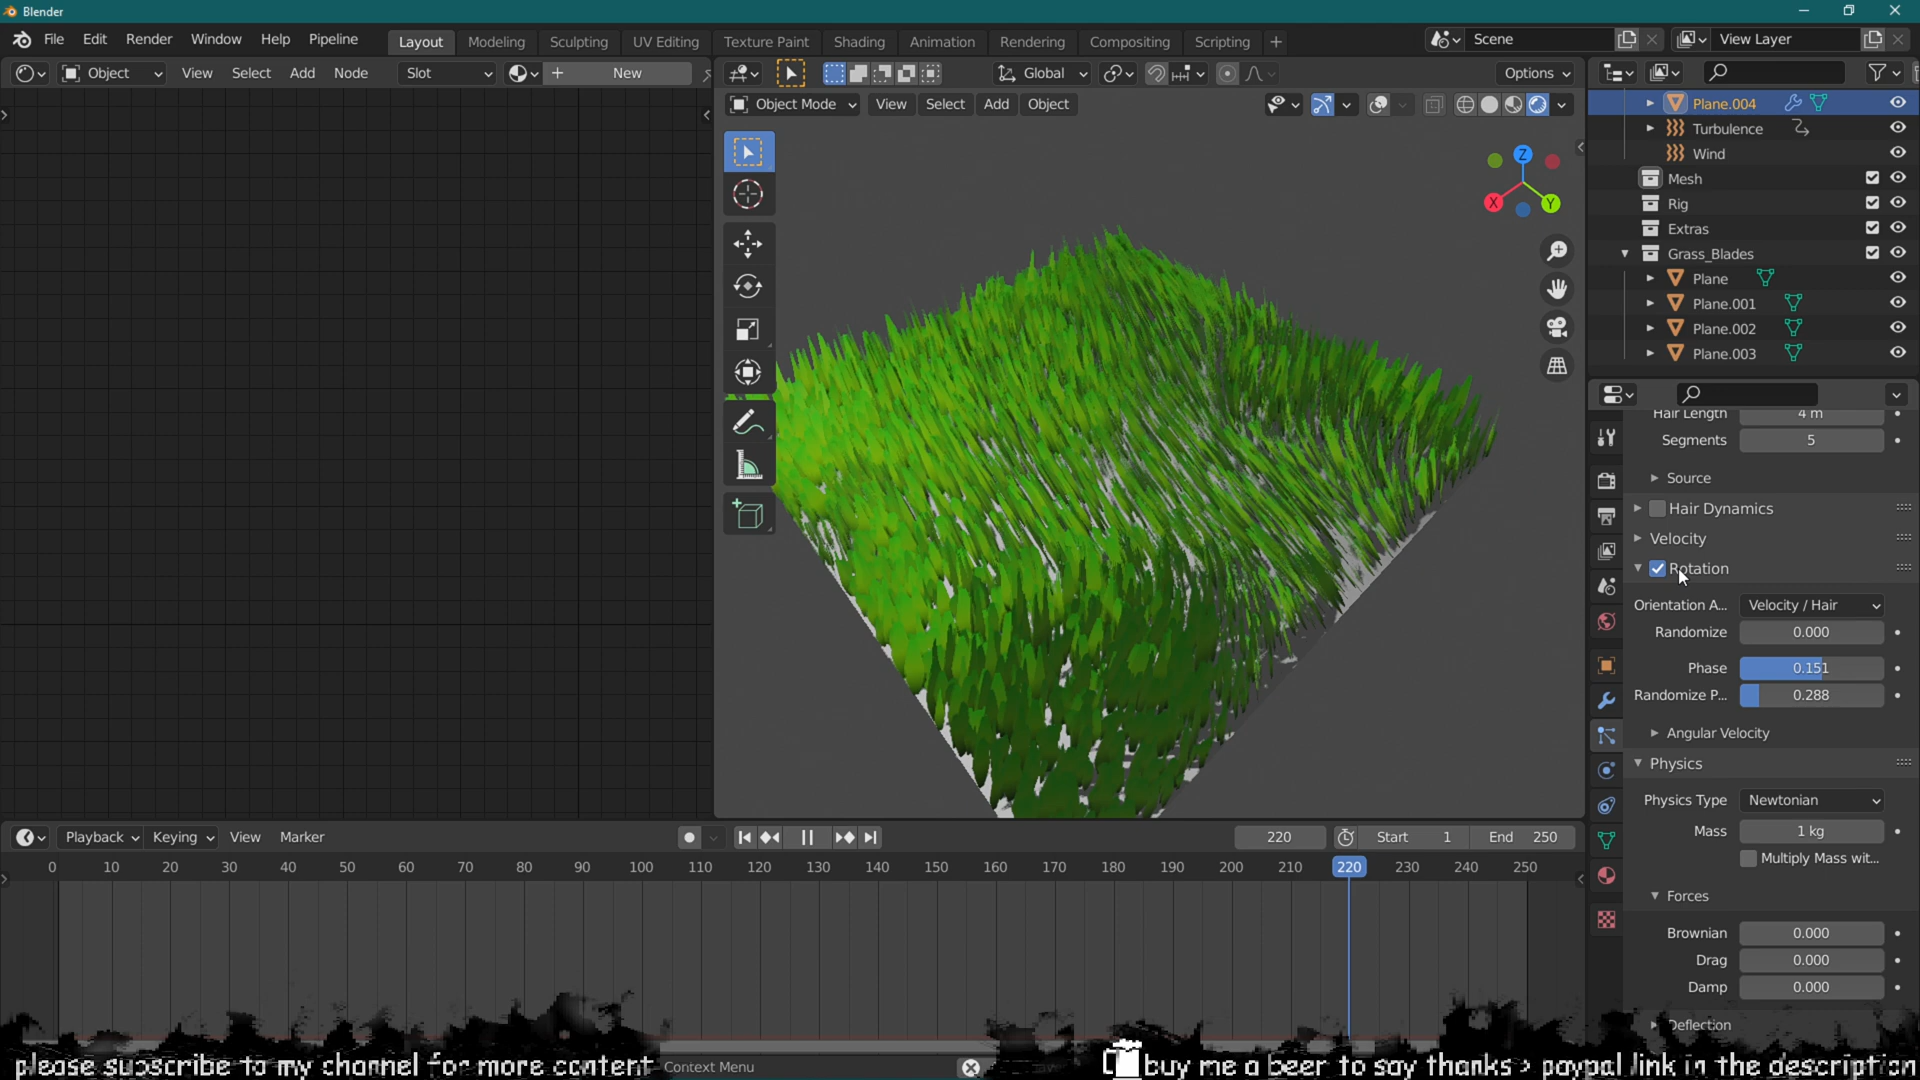 Blender
File Edit Render Window Help Pipeline Layout Modeling Sculpting UV Editing Texture Paint Shading Animation Rendering Compositing Scripting + Scene View Layer
Object View Select Add Node Slot New Global Options
Object Mode View Select Add Object
Plane.004
Turbulence
Wind
Mesh
Rig
Extras
Grass_Blades
Plane
Plane.001
Plane.002
Plane.003
Z
X
Y
Hair Length 4 m
Segments 5
Source
Hair Dynamics
Velocity
Rotation
Orientation A... Velocity / Hair
Randomize 0.000
Phase 0.151
Randomize P... 0.288
Angular Velocity
Physics
Physics Type Newtonian
Mass 1 kg
Multiply Mass wit...
Forces
Brownian 0.000
Drag 0.000
Damp 0.000
Deflection
Playback Keying View Marker 220 Start 1 End 250
0 10 20 30 40 50 60 70 80 90 100 110 120 130 140 150 160 170 180 190 200 210 220 230 240 250
please subscribe to my channel for more content
Context Menu
buy me a beer to say thanks > paypal link in the description